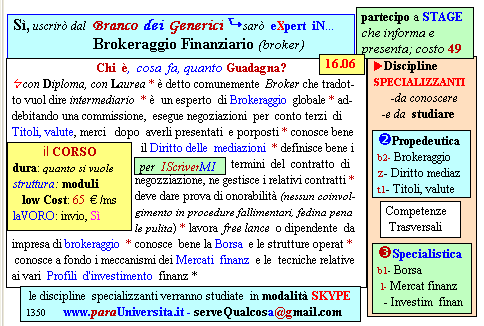 Sì, uscirò dal Branco dei Generici sarò eXpert iN...
Brokeraggio Finanziario (broker)
partecipo a STAGE
che informa e
presenta; costo 49
16.06
Chi è, cosa fa, quanto Guadagna?
con Diploma, con Laurea * è detto comunemente Broker che tradot-
to vuol dire intermediario * è un esperto di Brokeraggio globale * ad-
debitando una commissione, esegue negoziazioni per conto terzi di
Titoli, valute, merci dopo averli presentati e porposti * conosce bene
il Diritto delle mediazioni * definisce bene i
il CORSO
dura: quanto si vuole
struttura: moduli
low Cost: 65 € /ms
laVORO: invio, Sì
per IScriverMI
termini del contratto di
negozziazione, ne gestisce i relativi contratti *
deve dare prova di onorabilità (nessun coinvol-
gimento in procedure fallimentari, fedina pena
le pulita) * lavora free lance o dipendente da
impresa di brokeraggio * conosce bene la Borsa e le strutture operat *
conosce a fondo i meccanismi dei Mercati finanz e le tecniche relative
ai vari Profili d'investimento finanz *
Discipline
SPECIALIZZANTI
-da conoscere
-e da studiare
2 Propedeutica
b2- Brokeraggio
z- Diritto mediaz
t1- Titoli, valute
Competenze
Trasversali
3 Specialistica
b1- Borsa
1- Mercat finanz
- Investim finan
le discipline specializzanti verranno studiate in modalità SKYPE
1350 www.paraUniversita.it - serveQualcosa@gmail.com